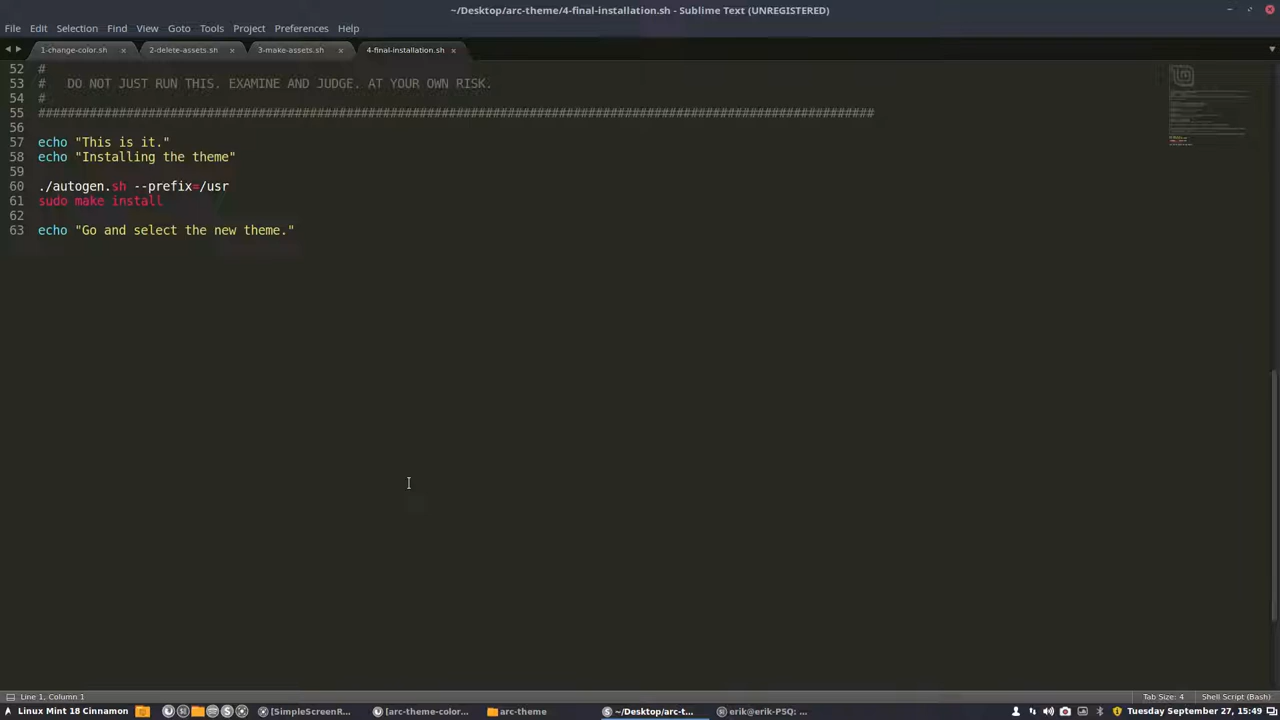 ~/Desktop/arc-theme/4-final-installation.sh - Sublime Text (UNREGISTERED)
File Edit Selection Find View Goto Tools Project Preferences Help
1-change-color.sh 2-delete-assets.sh 3-make-assets.sh 4-final-installation.sh
52 #
53 #   DO NOT JUST RUN THIS. EXAMINE AND JUDGE. AT YOUR OWN RISK.
54 #
55 ##################################################################################################################
56
57 echo "This is it."
58 echo "Installing the theme"
59
60 ./autogen.sh --prefix=/usr
61 sudo make install
62
63 echo "Go and select the new theme."
Line 1, Column 1 Tab Size: 4 Shell Script (Bash)
Linux Mint 18 Cinnamon [SimpleScreenR... [arc-theme-color... arc-theme ~/Desktop/arc-t... erik@erik-PSQ: ... Tuesday September 27, 15:49